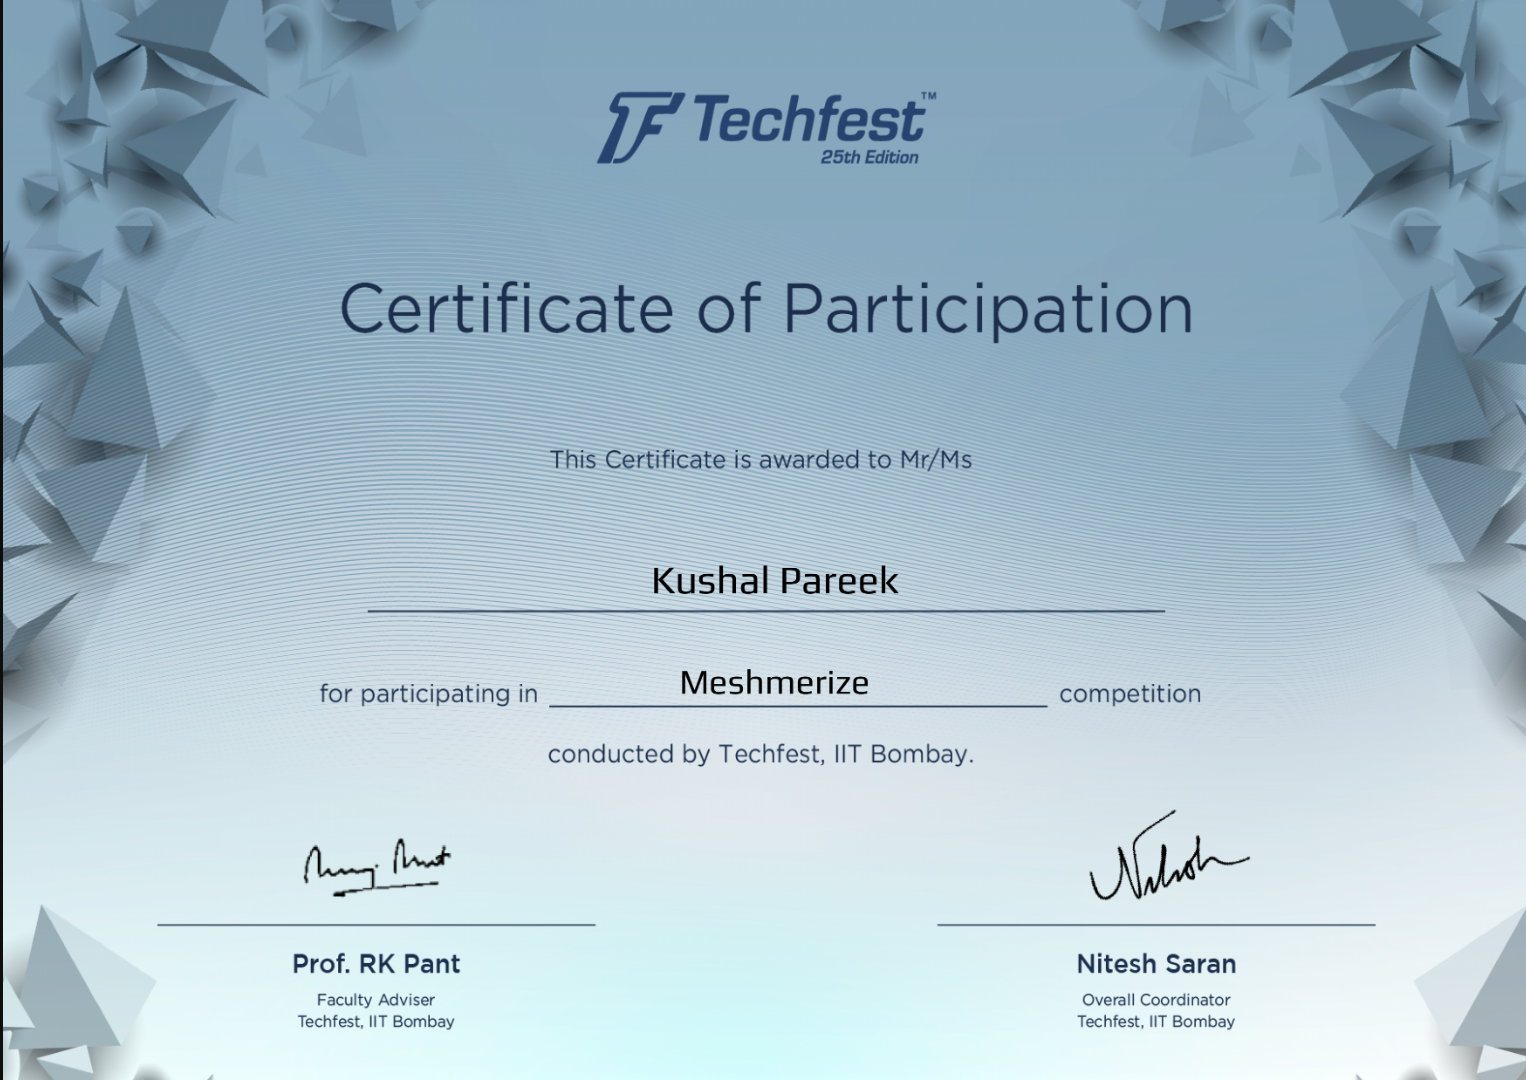 TF Techfest™
25th Edition
Certificate of Participation
This Certificate is awarded to Mr/Ms
Kushal Pareek
for participating in Meshmerize competition
conducted by Techfest, IIT Bombay.
Prof. RK Pant
Faculty Adviser
Techfest, IIT Bombay
Nitesh Saran
Overall Coordinator
Techfest, IIT Bombay